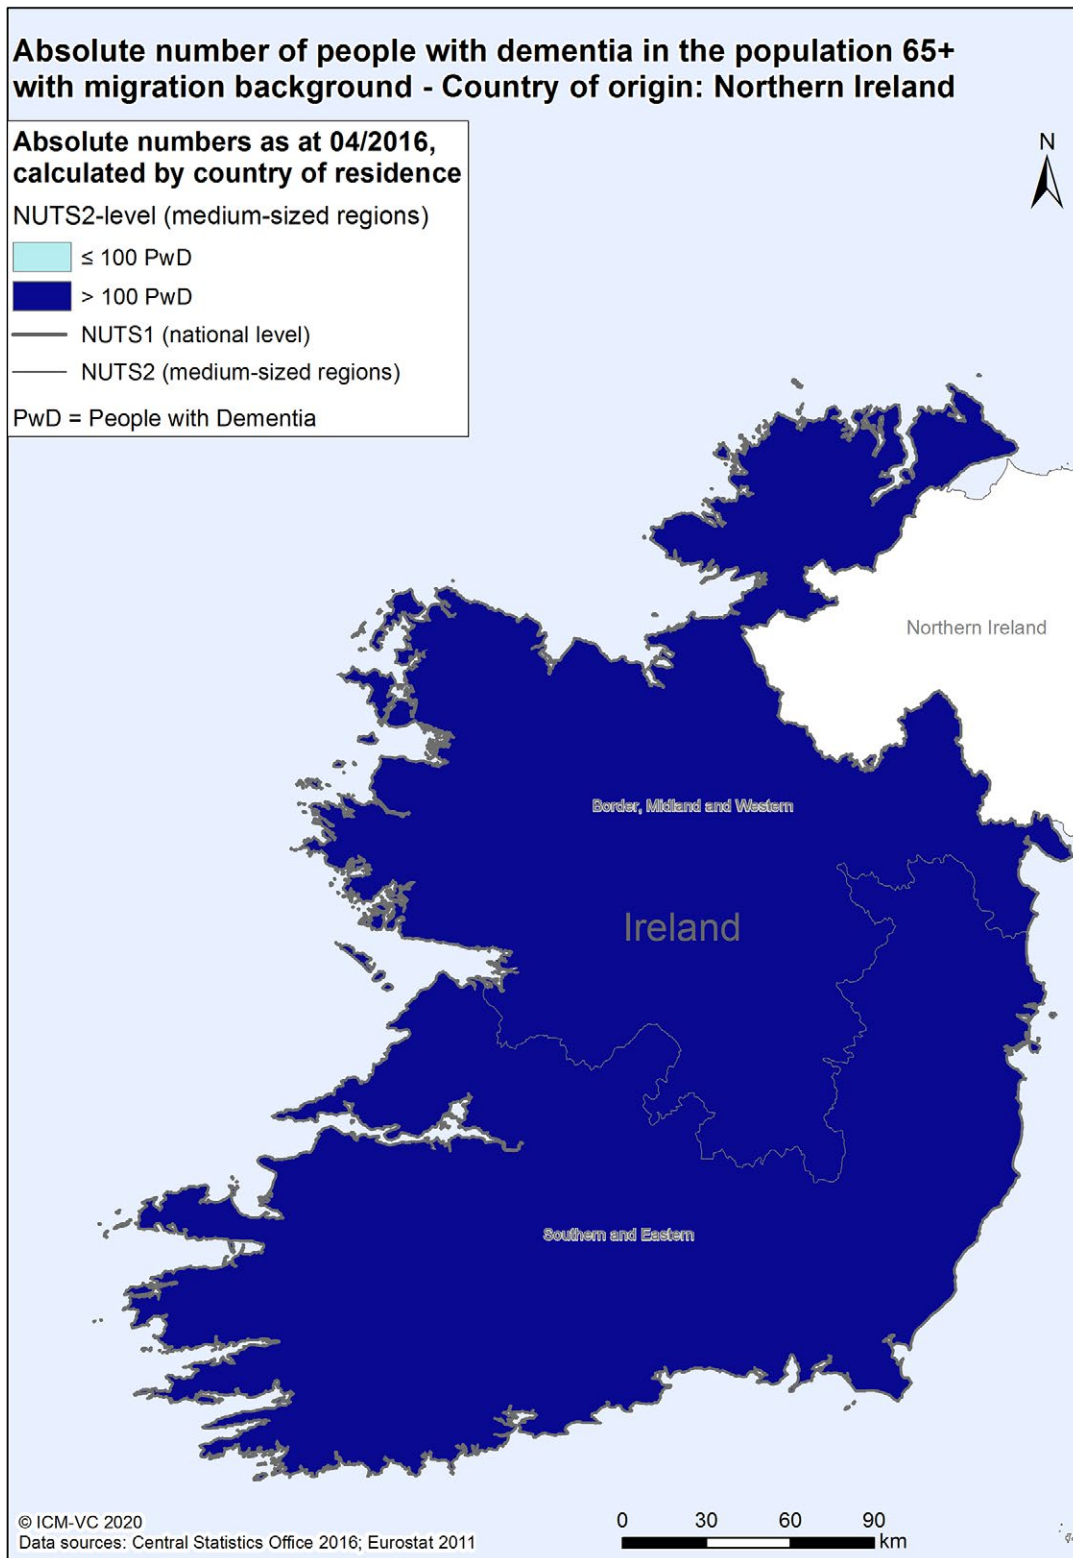 Absolute number of people with dementia in the population 65+
with migration background - Country of origin: Northern Ireland
Absolute numbers as at 04/2016,
calculated by country of residence
NUTS2-level (medium-sized regions)
≤ 100 PwD
> 100 PwD
NUTS1 (national level)
NUTS2 (medium-sized regions)
PwD = People with Dementia
N
Northern Ireland
Border, Midland and Western
Ireland
Southern and Eastern
© ICM-VC 2020
Data sources: Central Statistics Office 2016; Eurostat 2011
0 30 60 90
km